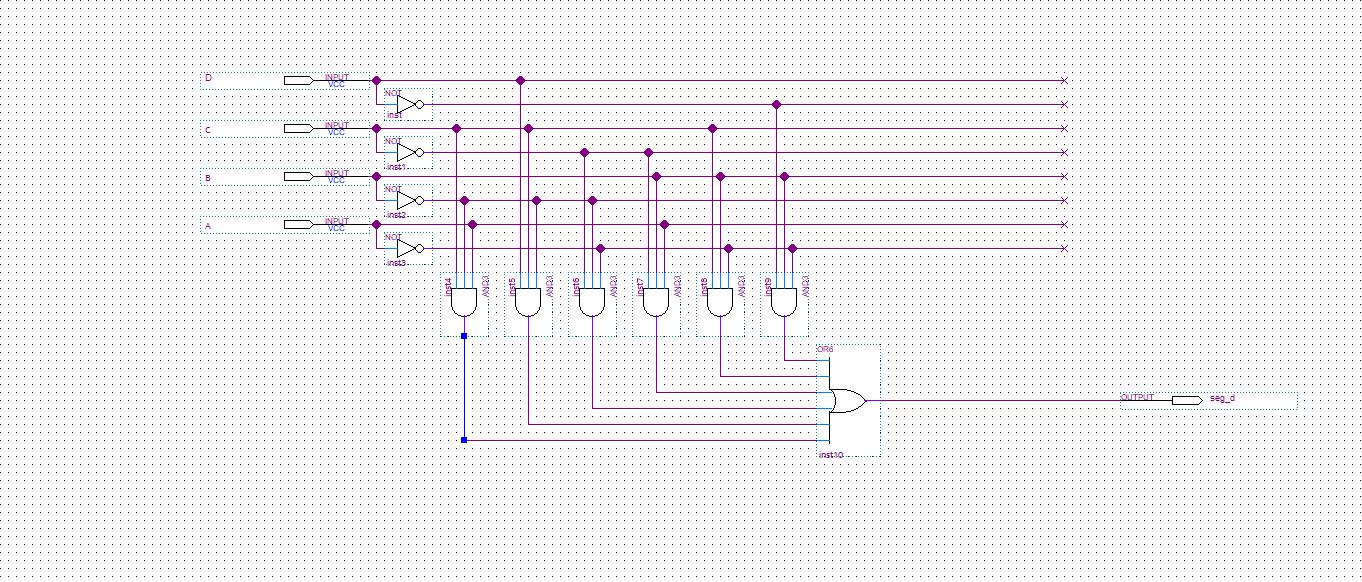 D
INPUT
VCC
NOT
inst
C
INPUT
VCC
NOT
inst1
B
INPUT
VCC
NOT
inst2
A
INPUT
VCC
NOT
inst3
inst4
AND3
inst5
AND3
inst6
AND3
inst7
AND3
inst8
AND3
inst9
AND3
OR6
inst10
OUTPUT
seg_d